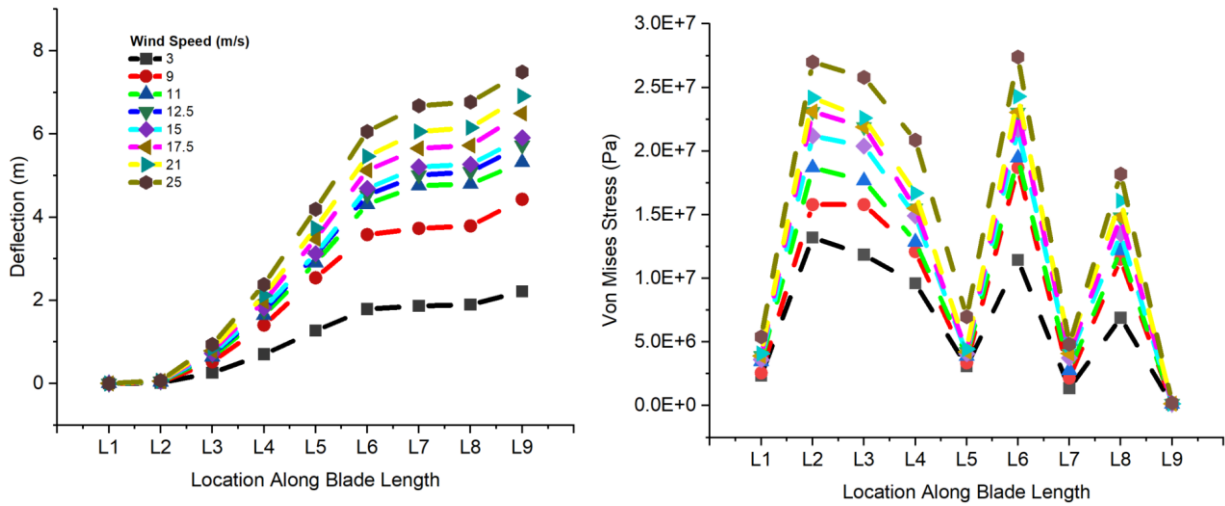 Deflection (m)
8
6
4
2
0
Wind Speed (m/s)
3
9
11
12.5
15
17.5
21
25
L1 L2 L3 L4 L5 L6 L7 L8 L9
Location Along Blade Length
Von Mises Stress (Pa)
3.0E+7
2.5E+7
2.0E+7
1.5E+7
1.0E+7
5.0E+6
0.0E+0
L1 L2 L3 L4 L5 L6 L7 L8 L9
Location Along Blade Length